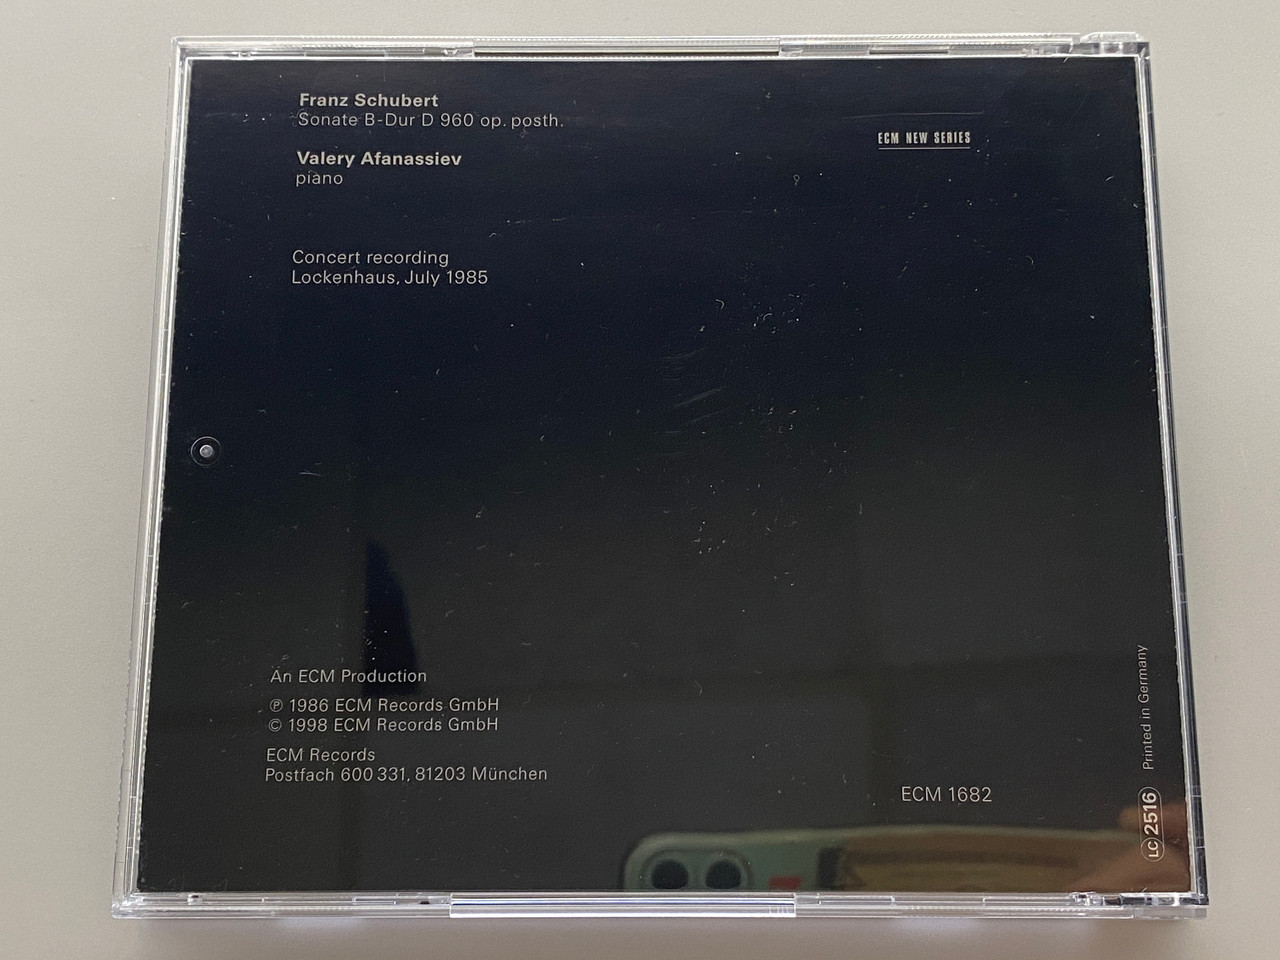 Franz Schubert
Sonate B-Dur D 960 op. posth.
Valery Afanassiev
piano
ECM NEW SERIES
Concert recording
Lockenhaus, July 1985
An ECM Production
℗ 1986 ECM Records GmbH
© 1998 ECM Records GmbH
ECM Records
Postfach 600 331, 81203 München
ECM 1682
LC 2516 Printed in Germany